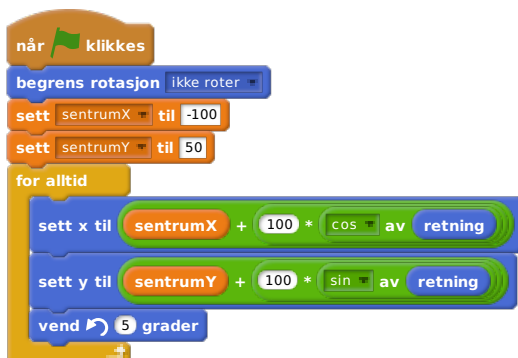 når klikkes
begrens rotasjon ikke roter
sett sentrumX til -100
sett sentrumY til 50
for alltid
sett x til sentrumX + 100 * cos av retning
sett y til sentrumY + 100 * sin av retning
vend 5 grader